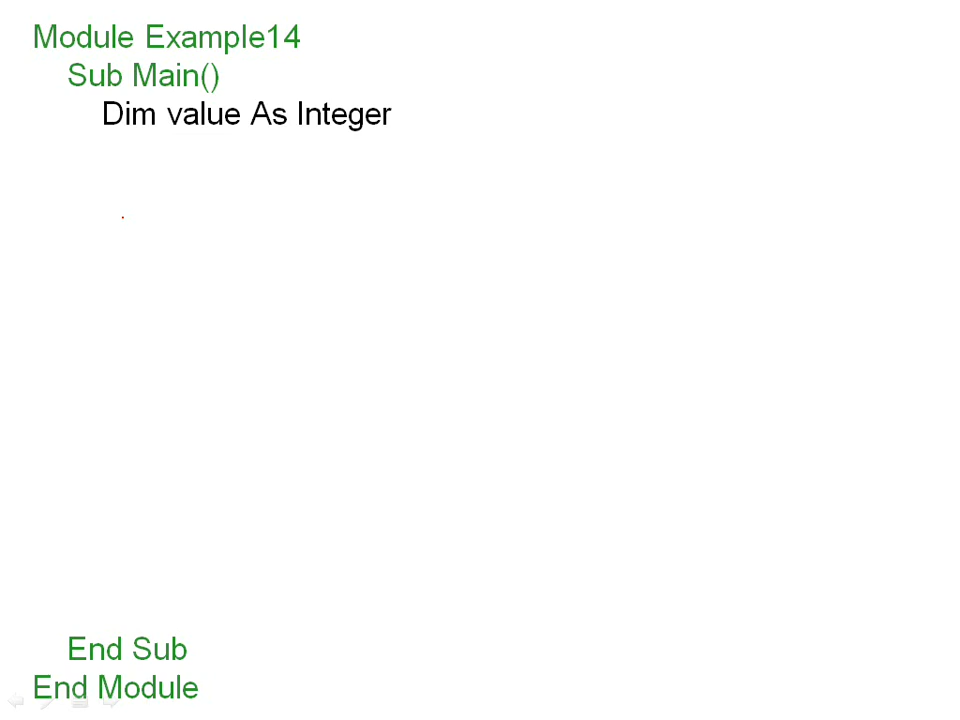 Module Example14
Sub Main()
Dim value As Integer
End Sub
End Module